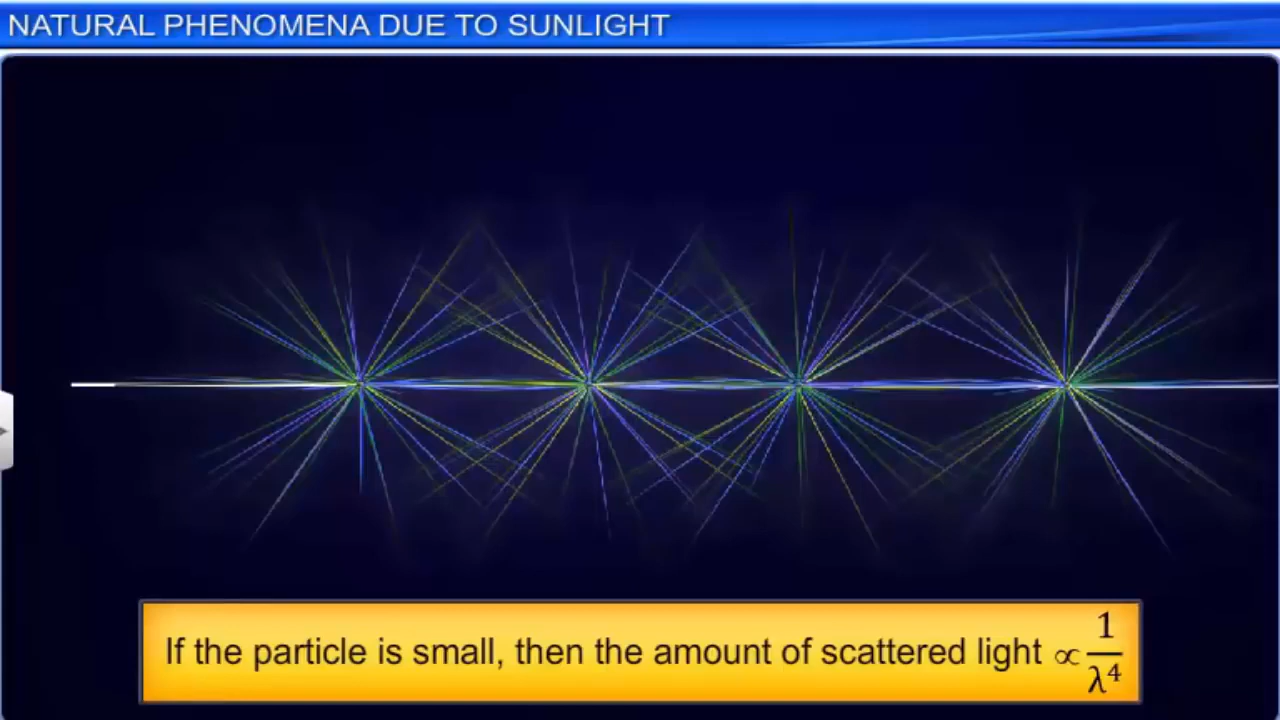 NATURAL PHENOMENA DUE TO SUNLIGHT
If the particle is small, then the amount of scattered light ∝ 1/λ⁴